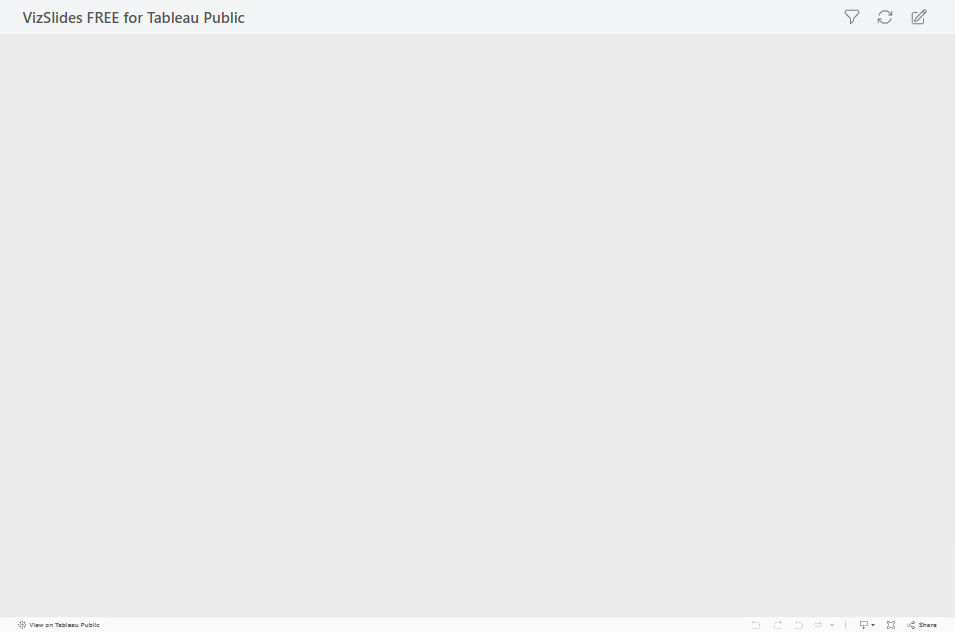 VizSlides FREE for Tableau Public
View on Tableau Public
Share